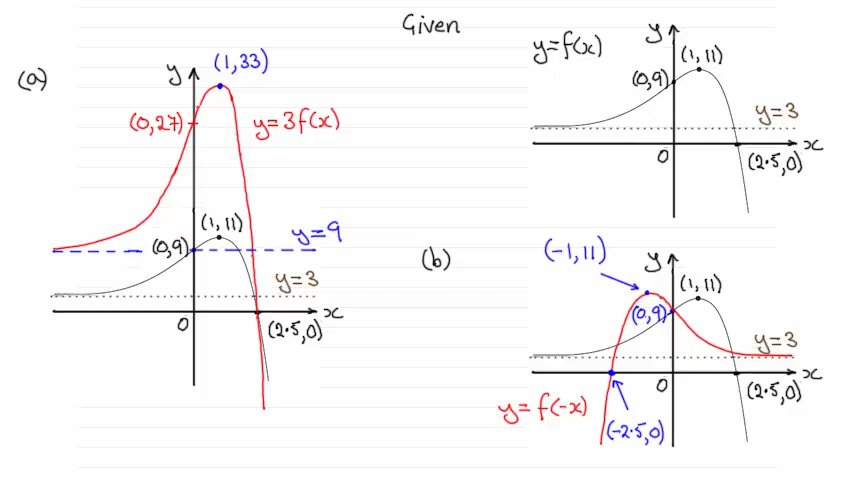 Given
y=f(x)
y
(1,11)
(0,9)
y=3
0
x
(2.5,0)
(a)
y
(1,33)
(0,27)
y=3f(x)
(1,11)
(0,9)
y=9
y=3
0
x
(2.5,0)
(b)
(-1,11)
y
(1,11)
(0,9)
y=3
0
x
y=f(-x)
(-2.5,0)
(2.5,0)